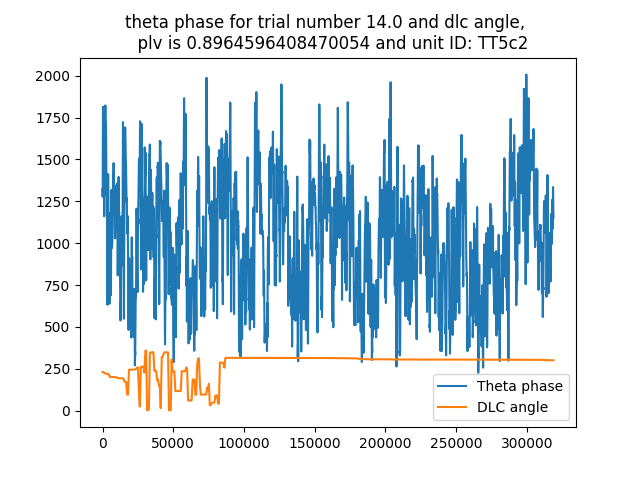 theta phase for trial number 14.0 and dlc angle,
plv is 0.8964596408470054 and unit ID: TT5c2
2000
1750
1500
1250
1000
750
500
250
0
Theta phase
DLC angle
0 50000 100000 150000 200000 250000 300000